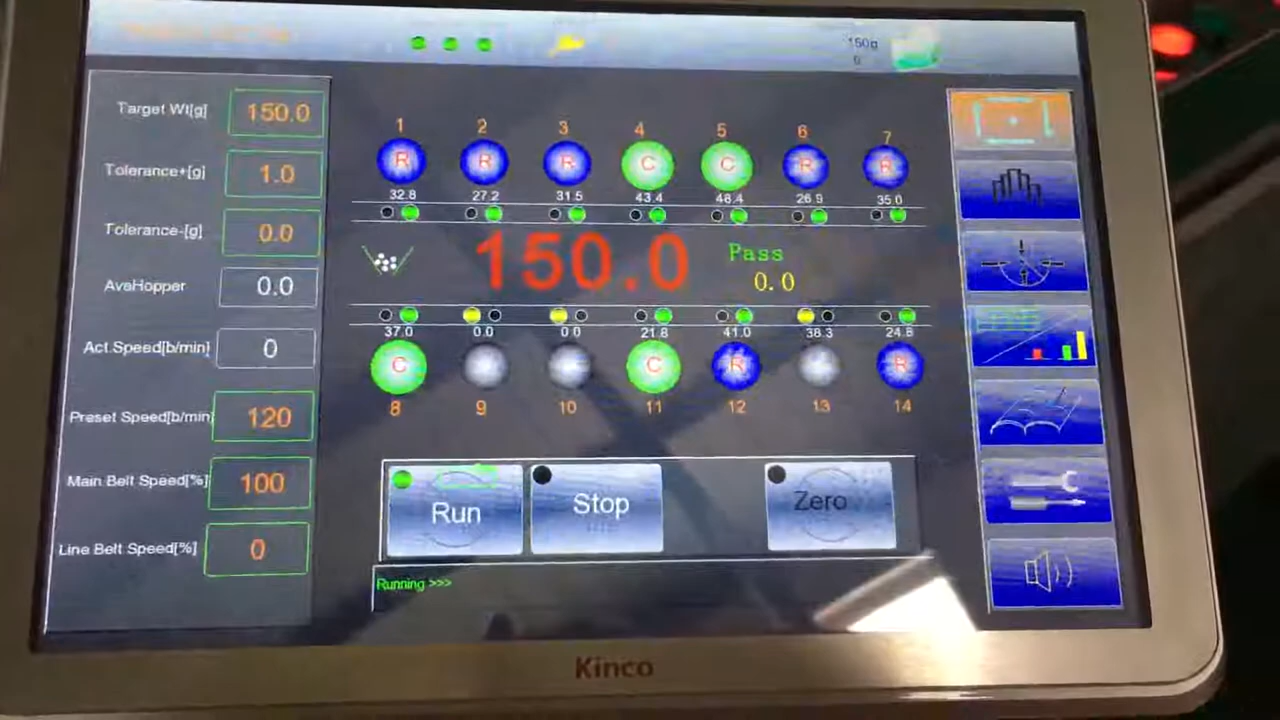 150g
0
Target Wt[g] 150.0
Tolerance+[g] 1.0
Tolerance-[g] 0.0
AveHopper 0.0
Act.Speed[b/min] 0
Preset Speed[b/min] 120
Main Belt Speed[%] 100
Line Belt Speed[%] 0
1 2 3 4 5 6 7
R R R C C R R
32.8 27.2 31.5 43.4 48.4 26.9 35.0
150.0
Pass
0.0
37.0 0.0 0.0 21.8 41.0 38.3 24.8
C C R R
8 9 10 11 12 13 14
Run Stop Zero
Running >>>
Kinco